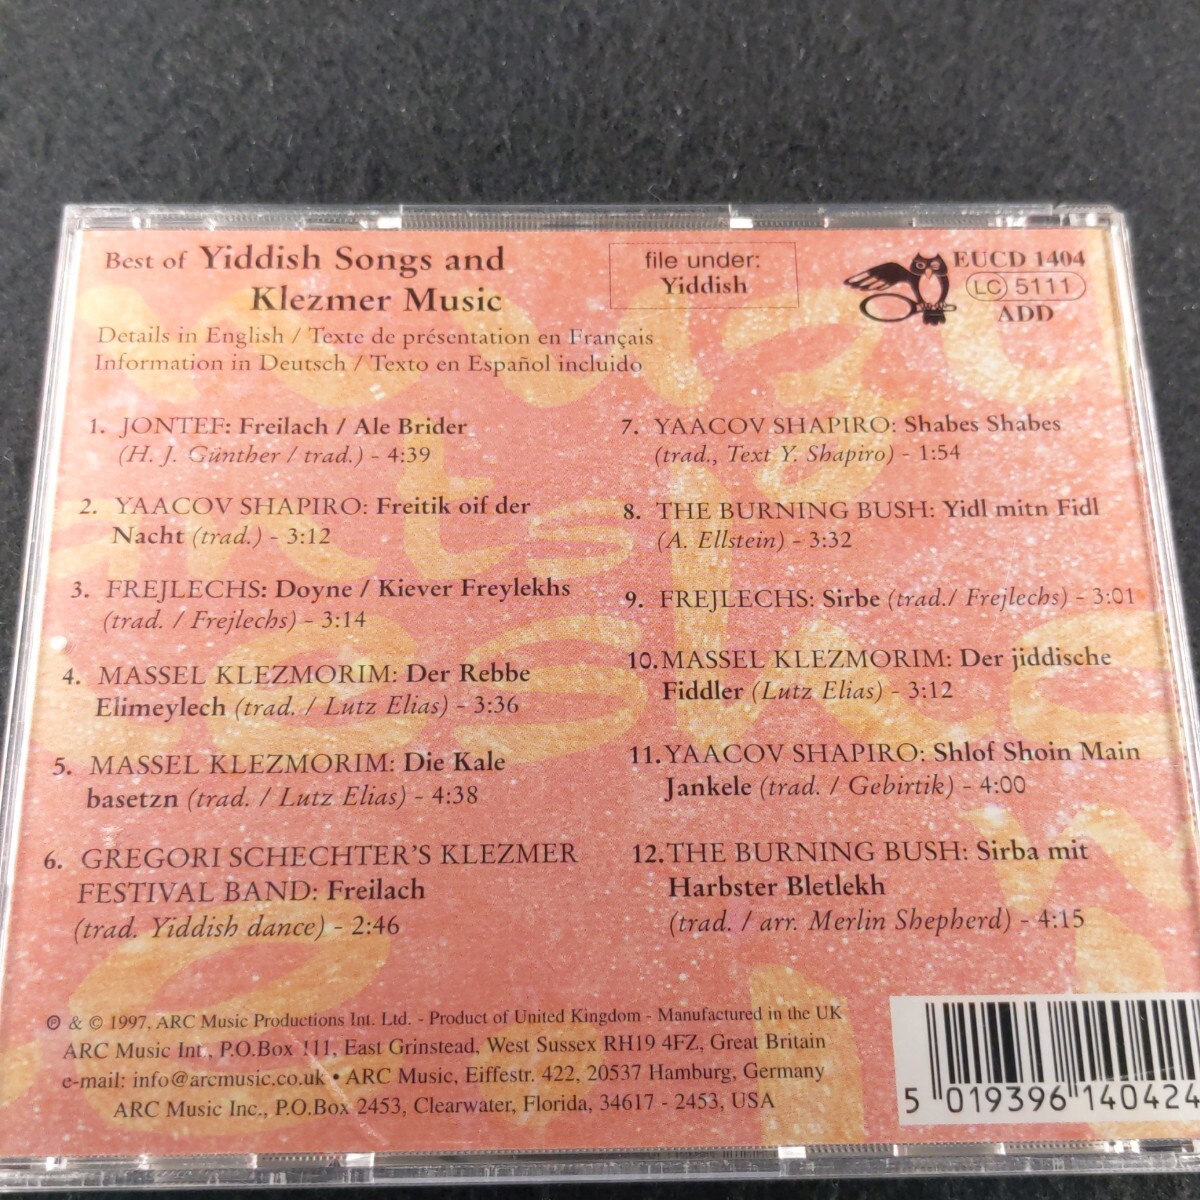 Best of Yiddish Songs and
Klezmer Music
Details in English / Texte de présentation en Français
Information in Deutsch / Texto en Español incluido
file under:
Yiddish
EUCD 1404
LC 5111
ADD
1. JONTEF: Freilach / Ale Brider
(H. J. Günther / trad.) - 4:39
2. YAACOV SHAPIRO: Freitik oif der
Nacht (trad.) - 3:12
3. FREJLECHS: Doyne / Kiever Freylekhs
(trad. / Frejlechs) - 3:14
4. MASSEL KLEZMORIM: Der Rebbe
Elimeylech (trad. / Lutz Elias) - 3:36
5. MASSEL KLEZMORIM: Die Kale
basetzn (trad. / Lutz Elias) - 4:38
6. GREGORI SCHECHTER'S KLEZMER
FESTIVAL BAND: Freilach
(trad. Yiddish dance) - 2:46
7. YAACOV SHAPIRO: Shabes Shabes
(trad., Text Y. Shapiro) - 1:54
8. THE BURNING BUSH: Yidl mitn Fidl
(A. Ellstein) - 3:32
9. FREJLECHS: Sirbe (trad./ Frejlechs) - 3:01
10. MASSEL KLEZMORIM: Der jiddische
Fiddler (Lutz Elias) - 3:12
11. YAACOV SHAPIRO: Shlof Shoin Main
Jankele (trad. / Gebirtik) - 4:00
12. THE BURNING BUSH: Sirba mit
Harbster Bletlekh
(trad. / arr. Merlin Shepherd) - 4:15
℗ & © 1997, ARC Music Productions Int. Ltd. - Product of United Kingdom - Manufactured in the UK
ARC Music Int., P.O.Box 111, East Grinstead, West Sussex RH19 4FZ, Great Britain
e-mail: info@arcmusic.co.uk • ARC Music, Eiffestr. 422, 20537 Hamburg, Germany
ARC Music Inc., P.O.Box 2453, Clearwater, Florida, 34617 - 2453, USA
5 019396 140424